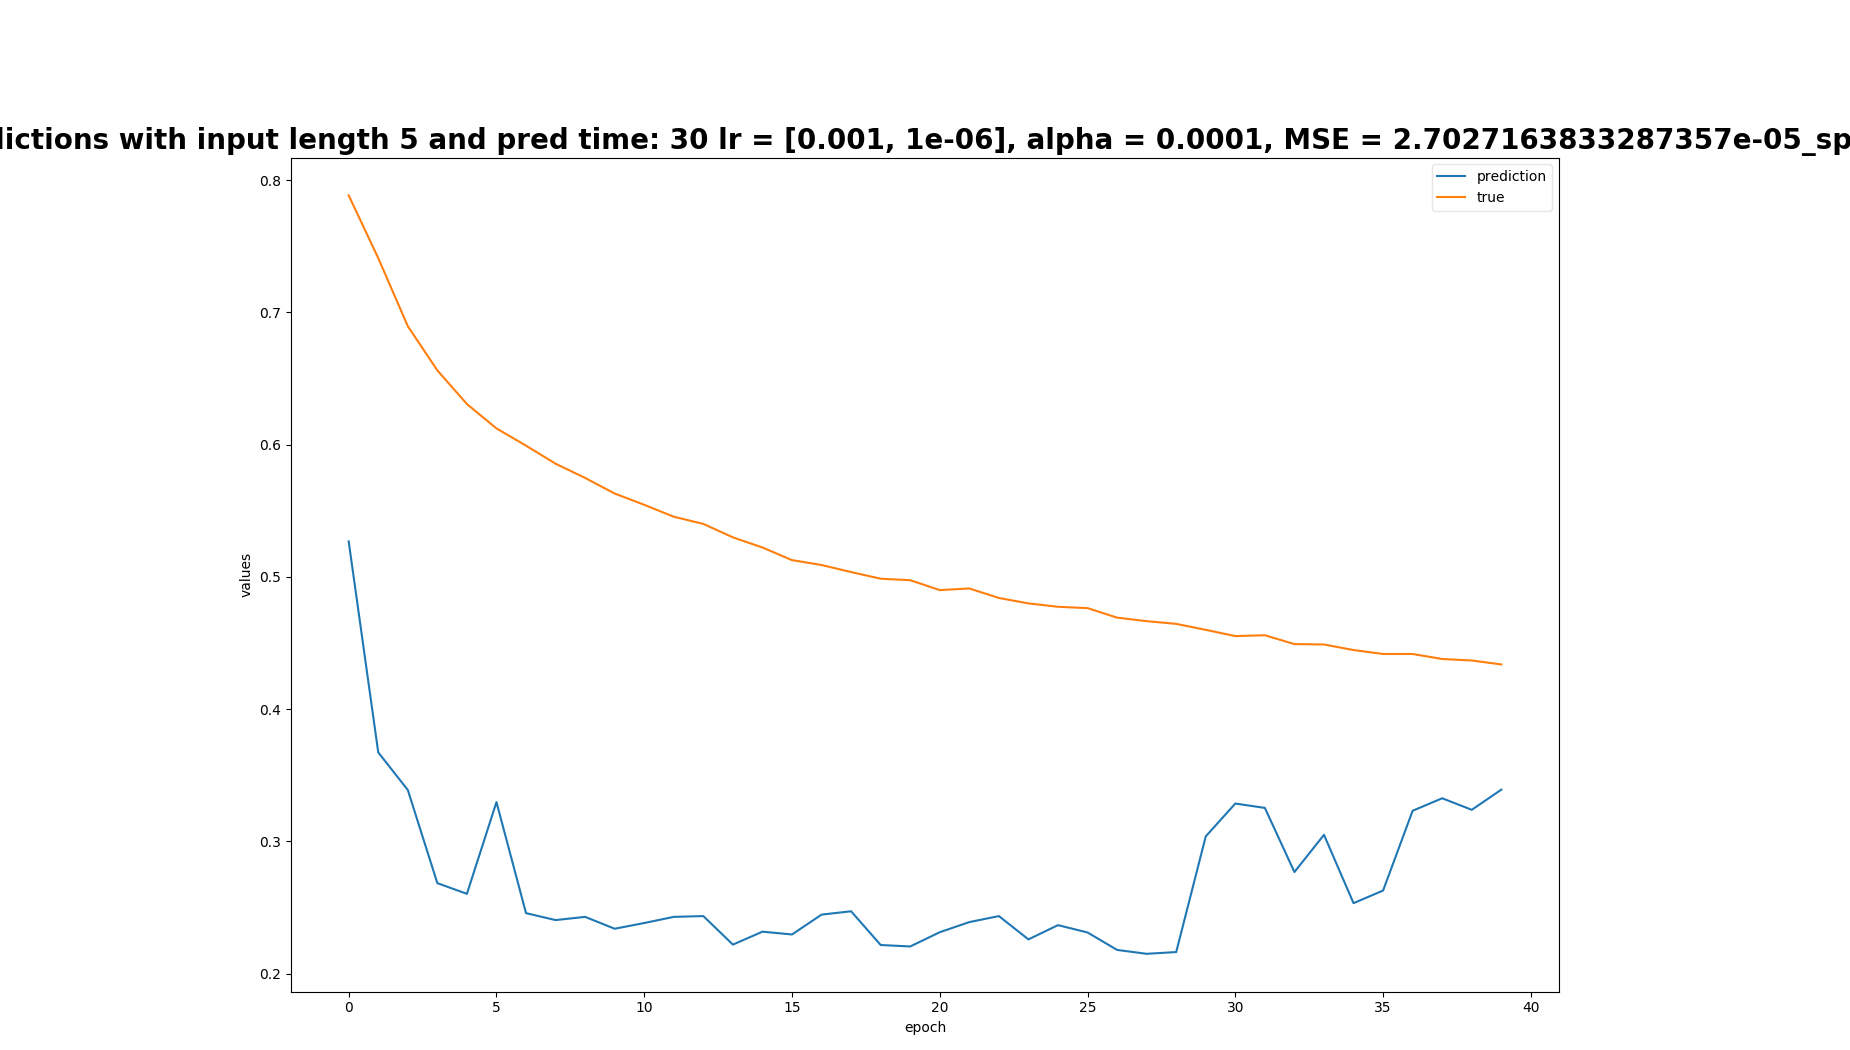 dictions with input length 5 and pred time: 30 lr = [0.001, 1e-06], alpha = 0.0001, MSE = 2.7027163833287357e-05_sp
prediction
true
0.8
0.7
0.6
0.5
0.4
0.3
0.2
values
0 5 10 15 20 25 30 35 40
epoch